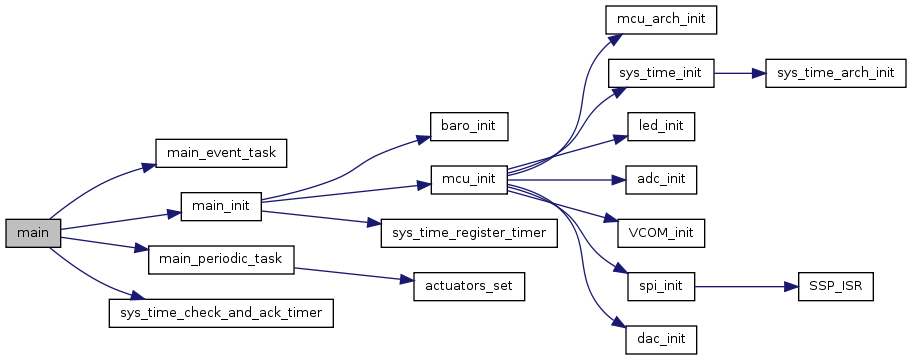 main
main_event_task
main_init
main_periodic_task
sys_time_check_and_ack_timer
baro_init
mcu_init
sys_time_register_timer
actuators_set
mcu_arch_init
sys_time_init
led_init
adc_init
VCOM_init
spi_init
dac_init
sys_time_arch_init
SSP_ISR